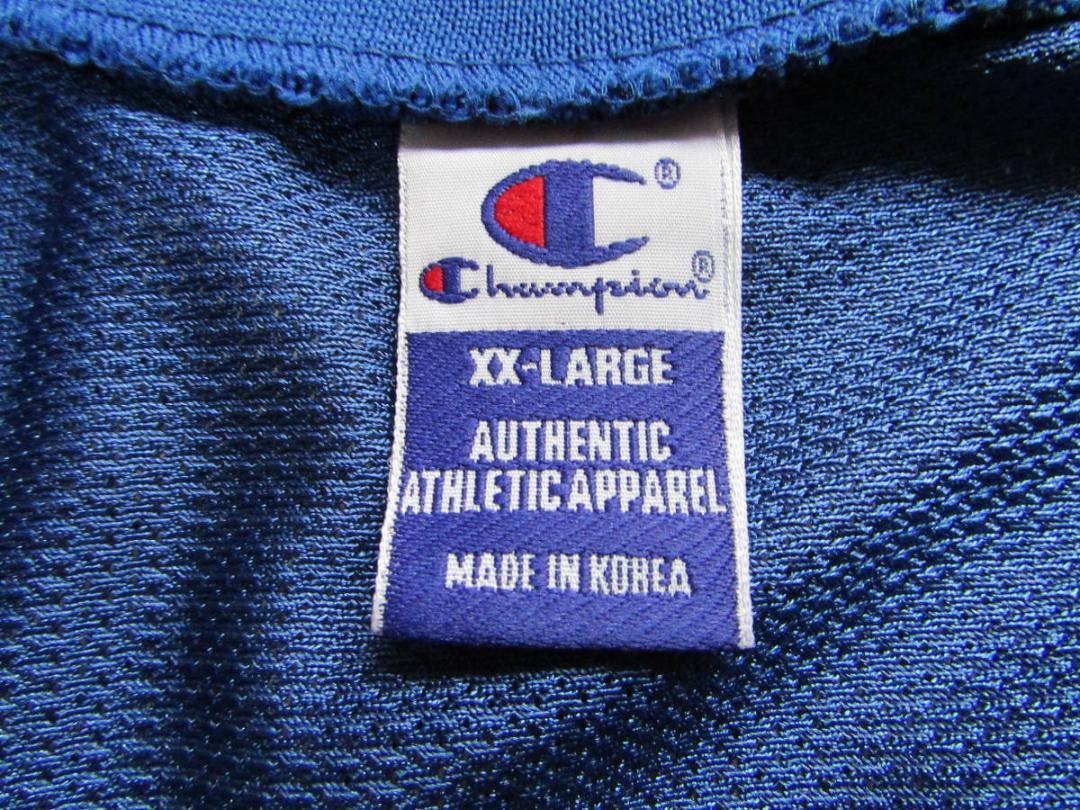 ®
Champion®
XX-LARGE
AUTHENTIC
ATHLETIC APPAREL
MADE IN KOREA